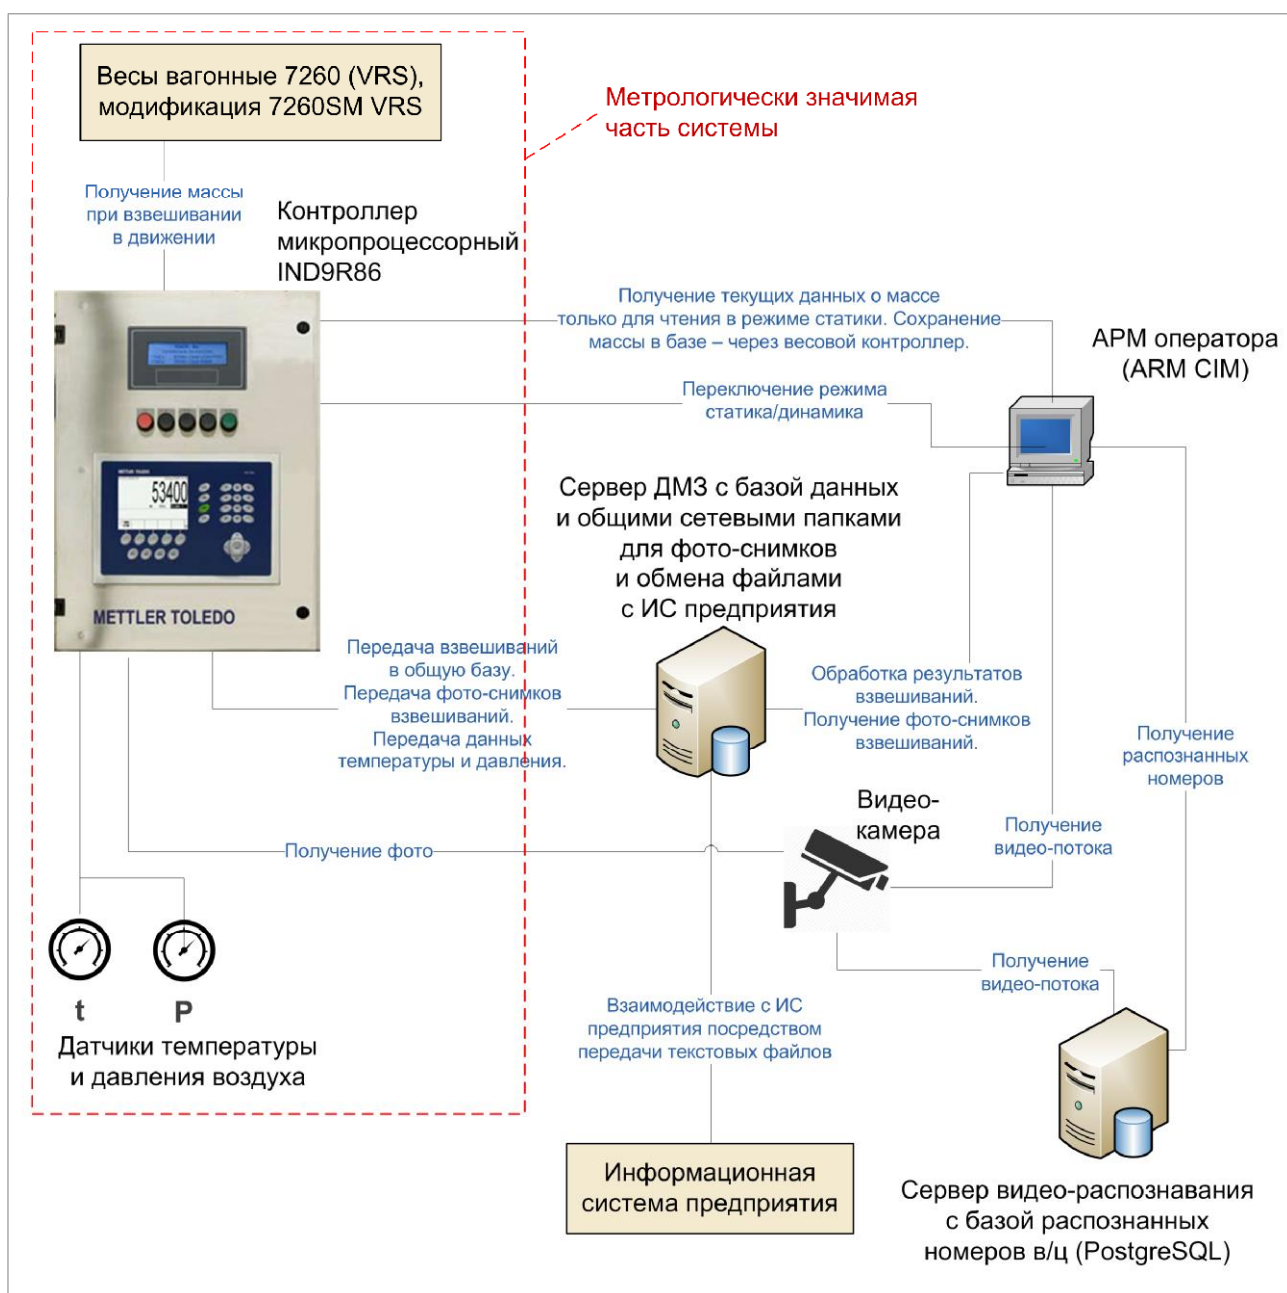 Весы вагонные 7260 (VRS),
модификация 7260SM VRS
Метрологически значимая
часть системы
Получение массы
при взвешивании
в движении
Контроллер
микропроцессорный
IND9R86
Получение текущих данных о массе
только для чтения в режиме статики. Сохранение
массы в базе – через весовой контроллер.
АРМ оператора
(ARM CIM)
Переключение режима
статика/динамика
METTLER TOLEDO
53400
METTLER TOLEDO
Сервер ДМЗ с базой данных
и общими сетевыми папками
для фото-снимков
и обмена файлами
с ИС предприятия
Передача взвешиваний
в общую базу.
Передача фото-снимков
взвешиваний.
Передача данных
температуры и давления.
Обработка результатов
взвешиваний.
Получение фото-снимков
взвешиваний.
Получение
распознанных
номеров
Видео-
камера
Получение
видео-потока
Получение фото
t
P
Датчики температуры
и давления воздуха
Получение
видео-потока
Взаимодействие с ИС
предприятия посредством
передачи текстовых файлов
Информационная
система предприятия
Сервер видео-распознавания
с базой распознанных
номеров в/ц (PostgreSQL)